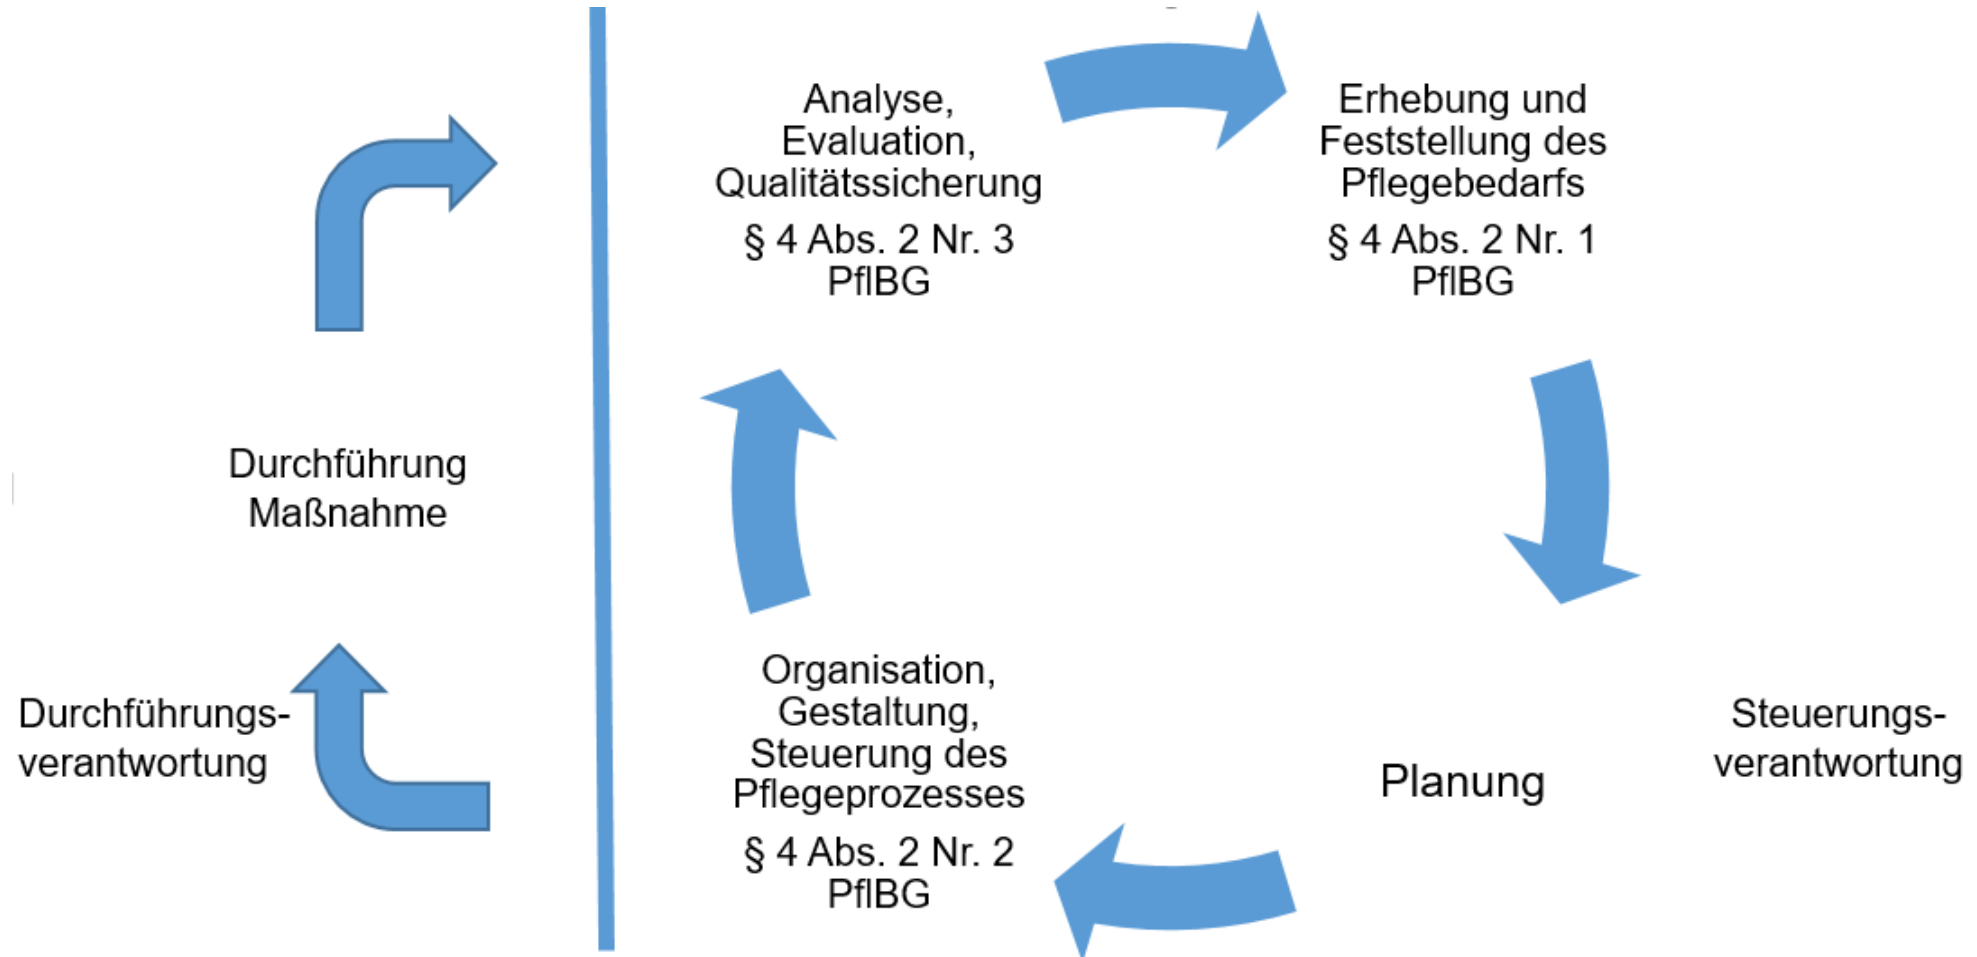 Analyse,
Evaluation,
Qualitätssicherung
§ 4 Abs. 2 Nr. 3
PflBG
Erhebung und
Feststellung des
Pflegebedarfs
§ 4 Abs. 2 Nr. 1
PflBG
Durchführung
Maßnahme
Durchführungs-
verantwortung
Organisation,
Gestaltung,
Steuerung des
Pflegeprozesses
§ 4 Abs. 2 Nr. 2
PflBG
Planung
Steuerungs-
verantwortung